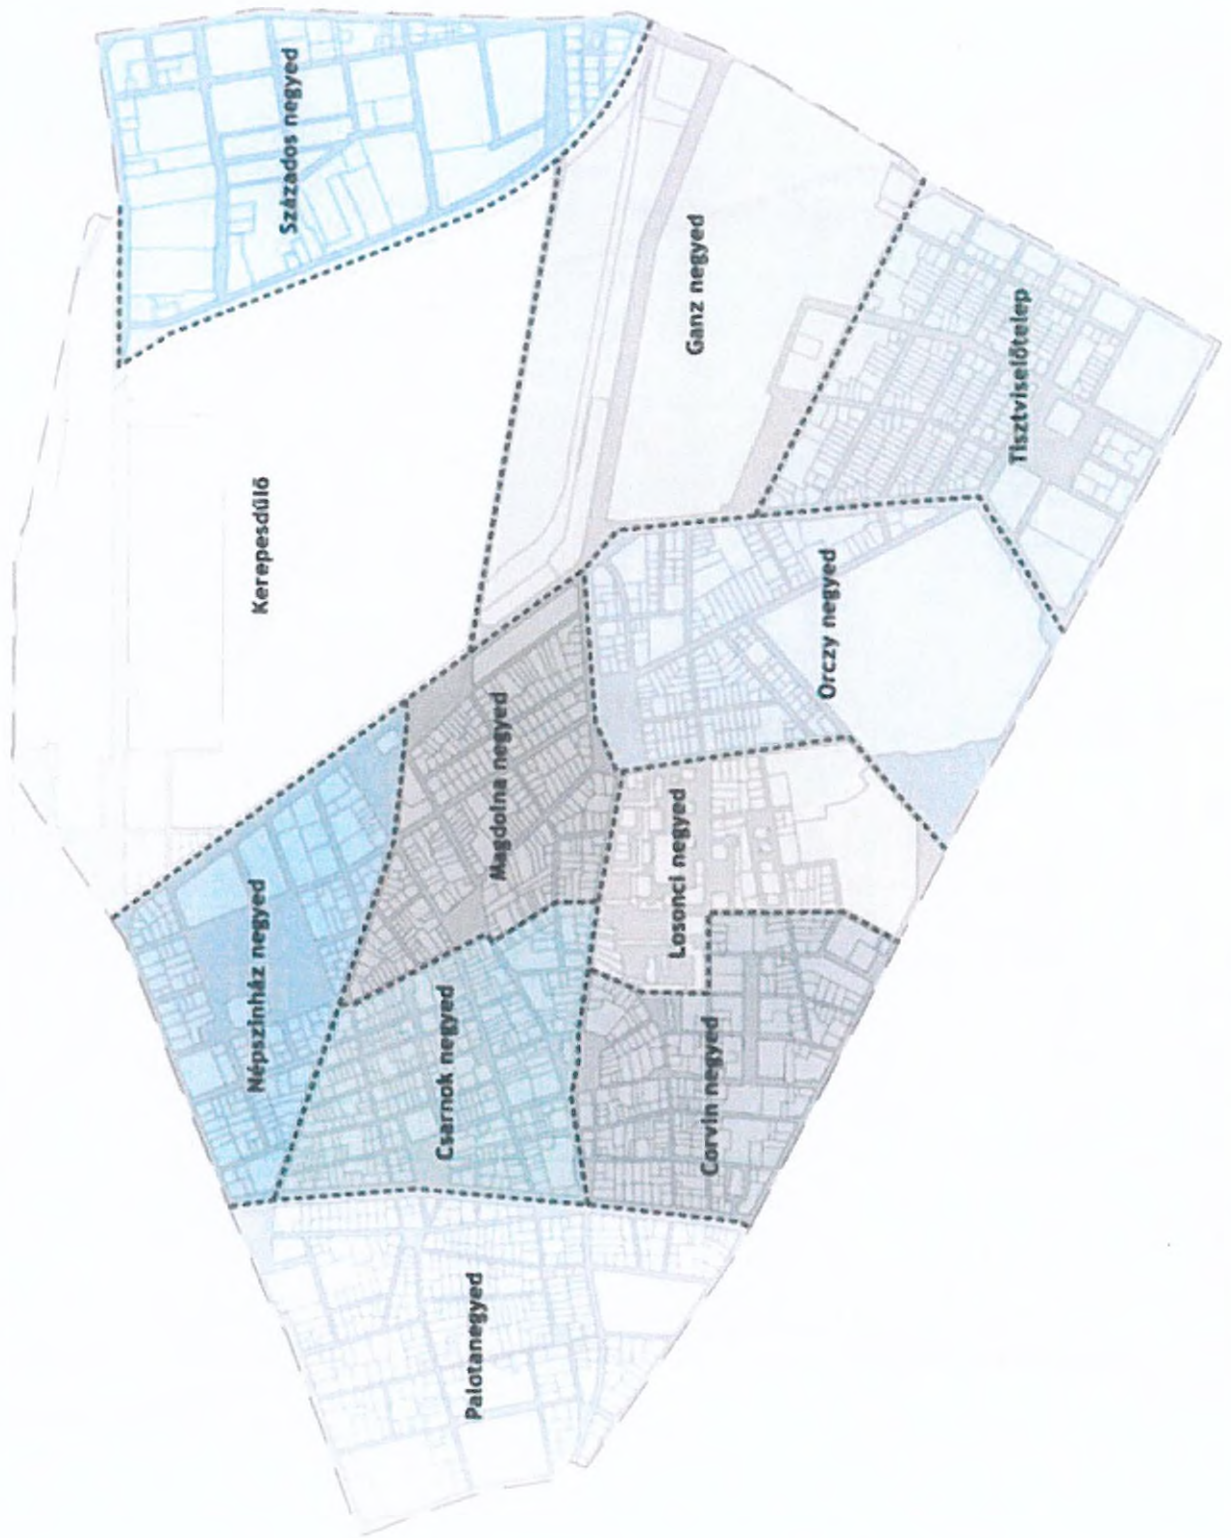 Palotanegyed
Népszínház negyed
Csarnok negyed
Corvin negyed
Magdolna negyed
Losonci negyed
Kerepesdűlő
Orczy negyed
Százados negyed
Ganz negyed
Tisztviselőtelep